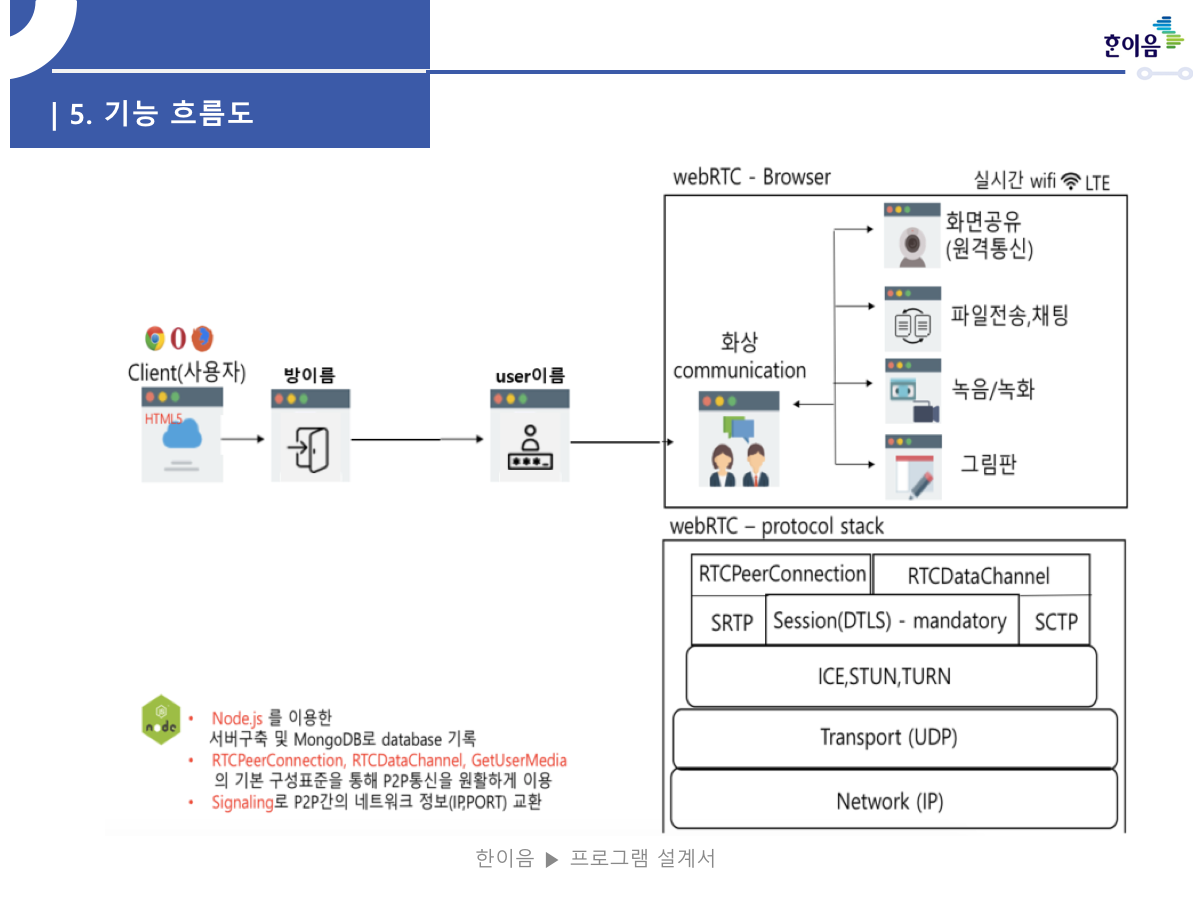 한이음
| 5. 기능 흐름도
webRTC - Browser
실시간 wifi LTE
화면공유
(원격통신)
파일전송,채팅
녹음/녹화
그림판
화상
communication
Client(사용자)
HTML5
방이름
user이름
webRTC – protocol stack
RTCPeerConnection
RTCDataChannel
SRTP
Session(DTLS) - mandatory
SCTP
ICE,STUN,TURN
Transport (UDP)
Network (IP)
node
• Node.js 를 이용한
서버구축 및 MongoDB로 database 기록
• RTCPeerConnection, RTCDataChannel, GetUserMedia
의 기본 구성표준을 통해 P2P통신을 원활하게 이용
• Signaling로 P2P간의 네트워크 정보(IP,PORT) 교환
한이음 ▶ 프로그램 설계서